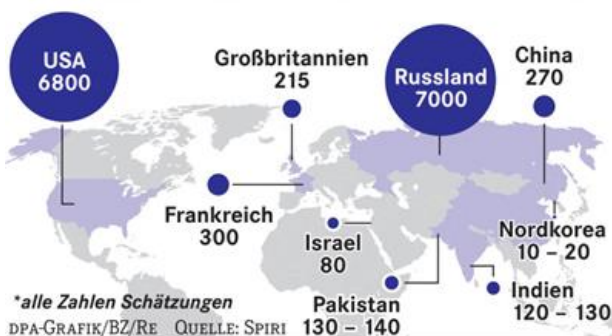 USA
6800
Großbritannien
215
Russland
7000
China
270
Frankreich
300
Israel
80
Pakistan
130 – 140
Nordkorea
10 – 20
Indien
120 – 130
*alle Zahlen Schätzungen
DPA-GRAFIK/BZ/RE QUELLE: SPIRI